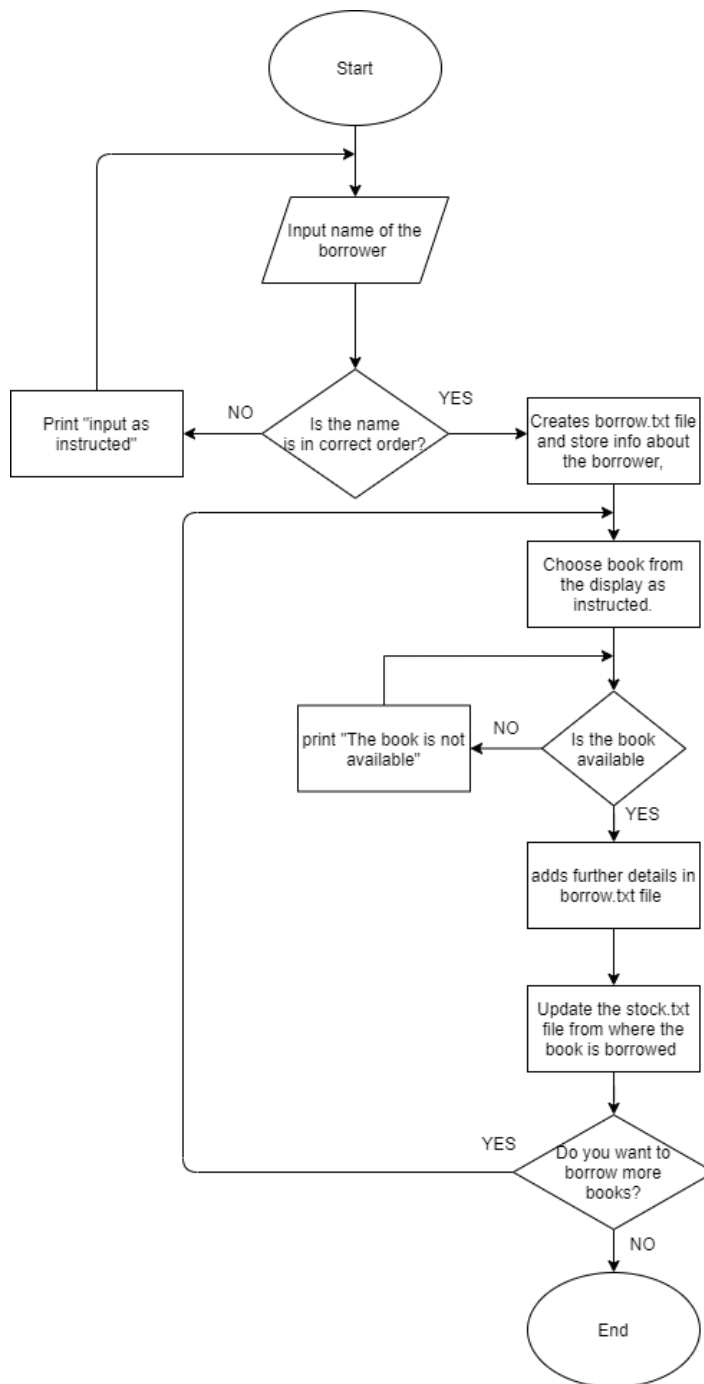 Start
Input name of the
borrower
Is the name
is in correct order?
NO
YES
Print "input as
instructed"
Creates borrow.txt file
and store info about
the borrower,
Choose book from
the display as
instructed.
Is the book
available
NO
print "The book is not
available"
YES
adds further details in
borrow.txt file
Update the stock.txt
file from where the
book is borrowed
Do you want to
borrow more
books?
YES
NO
End